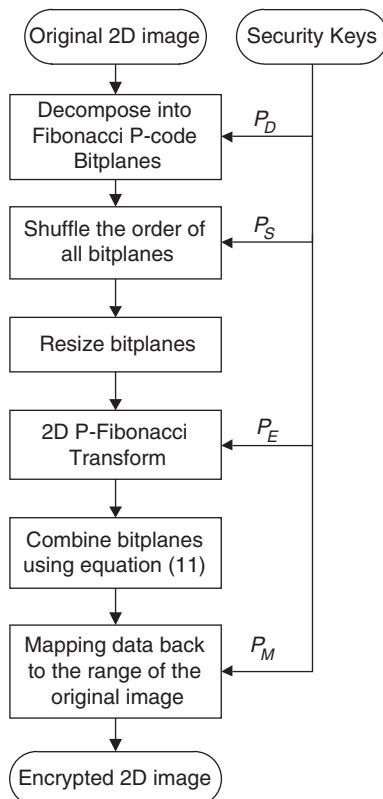 Original 2D image
Security Keys
Decompose into
Fibonacci P-code
Bitplanes
P_D
Shuffle the order of
all bitplanes
P_S
Resize bitplanes
2D P-Fibonacci
Transform
P_E
Combine bitplanes
using equation (11)
Mapping data back
to the range of the
original image
P_M
Encrypted 2D image